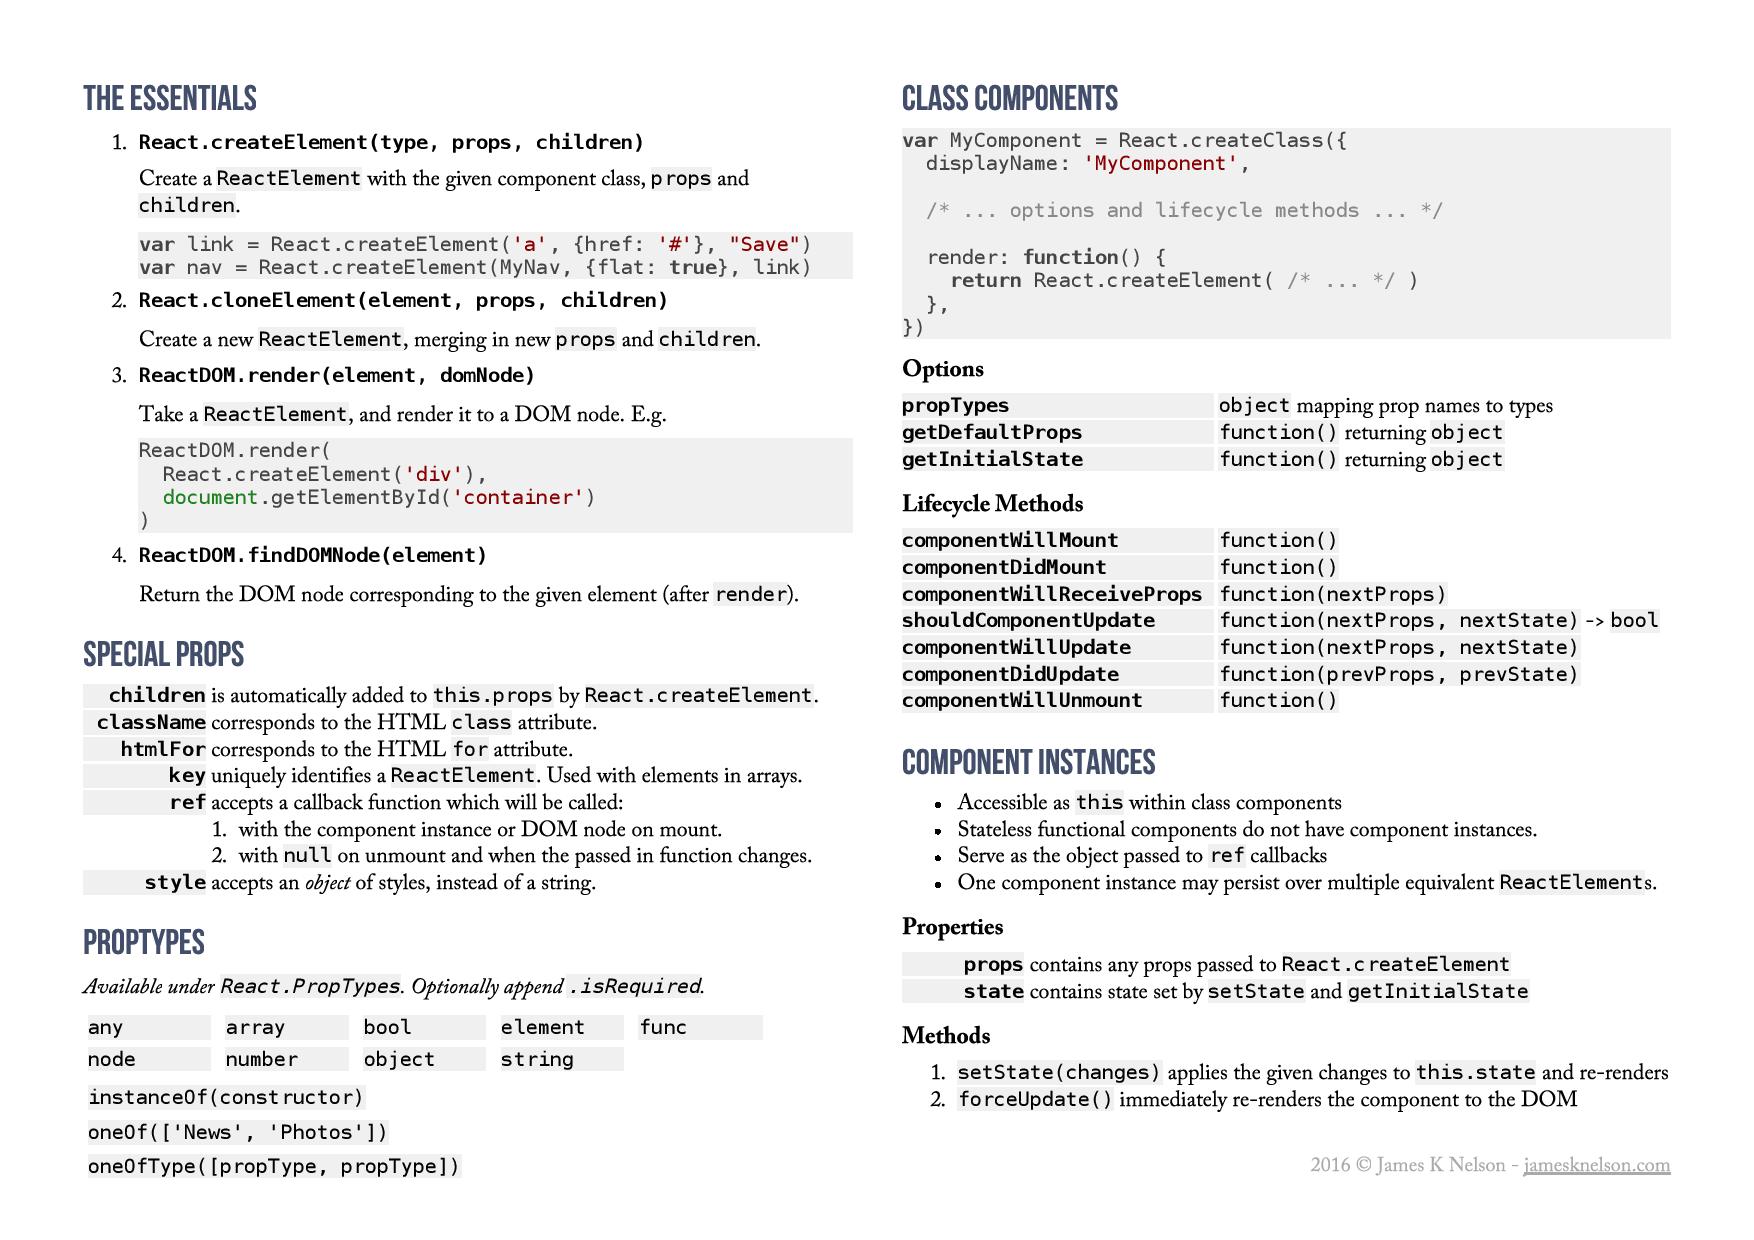 THE ESSENTIALS
1. React.createElement(type, props, children)
Create a ReactElement with the given component class, props and
children.
var link = React.createElement('a', {href: '#'}, "Save")
var nav = React.createElement(MyNav, {flat: true}, link)
2. React.cloneElement(element, props, children)
Create a new ReactElement, merging in new props and children.
3. ReactDOM.render(element, domNode)
Take a ReactElement, and render it to a DOM node. E.g.
ReactDOM.render(
  React.createElement('div'),
  document.getElementById('container')
)
4. ReactDOM.findDOMNode(element)
Return the DOM node corresponding to the given element (after render).
SPECIAL PROPS
children is automatically added to this.props by React.createElement.
className corresponds to the HTML class attribute.
htmlFor corresponds to the HTML for attribute.
key uniquely identifies a ReactElement. Used with elements in arrays.
ref accepts a callback function which will be called:
1. with the component instance or DOM node on mount.
2. with null on unmount and when the passed in function changes.
style accepts an object of styles, instead of a string.
PROPTYPES
Available under React.PropTypes. Optionally append .isRequired.
any array bool element func
node number object string
instanceOf(constructor)
oneOf(['News', 'Photos'])
oneOfType([propType, propType])
CLASS COMPONENTS
var MyComponent = React.createClass({
  displayName: 'MyComponent',
  /* ... options and lifecycle methods ... */
  render: function() {
    return React.createElement( /* ... */ )
  },
})
Options
propTypes object mapping prop names to types
getDefaultProps function() returning object
getInitialState function() returning object
Lifecycle Methods
componentWillMount function()
componentDidMount function()
componentWillReceiveProps function(nextProps)
shouldComponentUpdate function(nextProps, nextState) -> bool
componentWillUpdate function(nextProps, nextState)
componentDidUpdate function(prevProps, prevState)
componentWillUnmount function()
COMPONENT INSTANCES
• Accessible as this within class components
• Stateless functional components do not have component instances.
• Serve as the object passed to ref callbacks
• One component instance may persist over multiple equivalent ReactElements.
Properties
props contains any props passed to React.createElement
state contains state set by setState and getInitialState
Methods
1. setState(changes) applies the given changes to this.state and re-renders
2. forceUpdate() immediately re-renders the component to the DOM
2016 © James K Nelson - jamesknelson.com